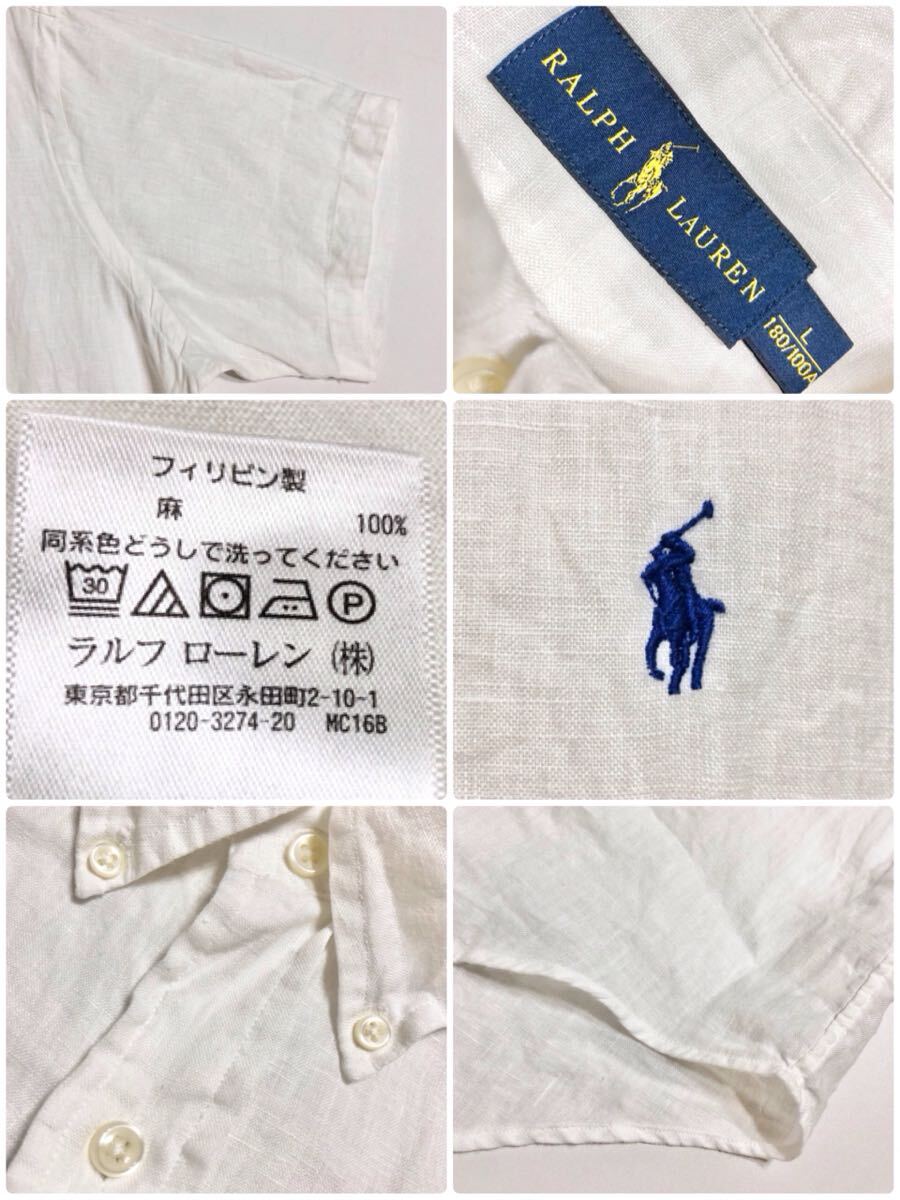 RALPH LAUREN
L
180/100A
フィリピン製
麻 100%
同系色どうしで洗ってください
30 P
ラルフ ローレン (株)
東京都千代田区永田町2-10-1
0120-3274-20 MC16B